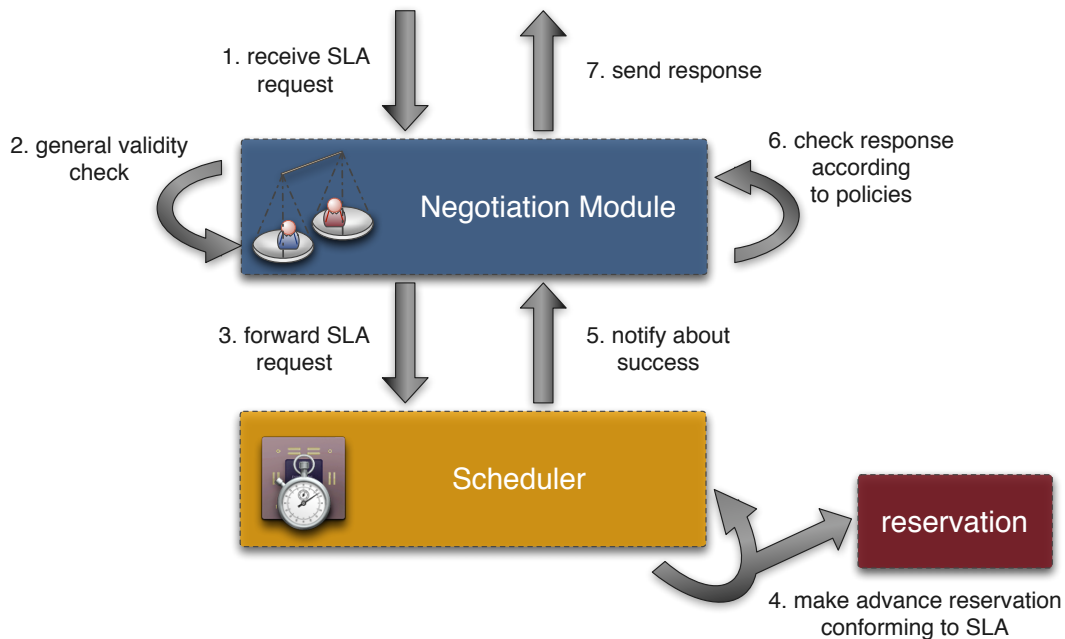 1. receive SLA
request
7. send response
2. general validity
check
6. check response
according
to policies
Negotiation Module
3. forward SLA
request
5. notify about
success
Scheduler
reservation
4. make advance reservation
conforming to SLA